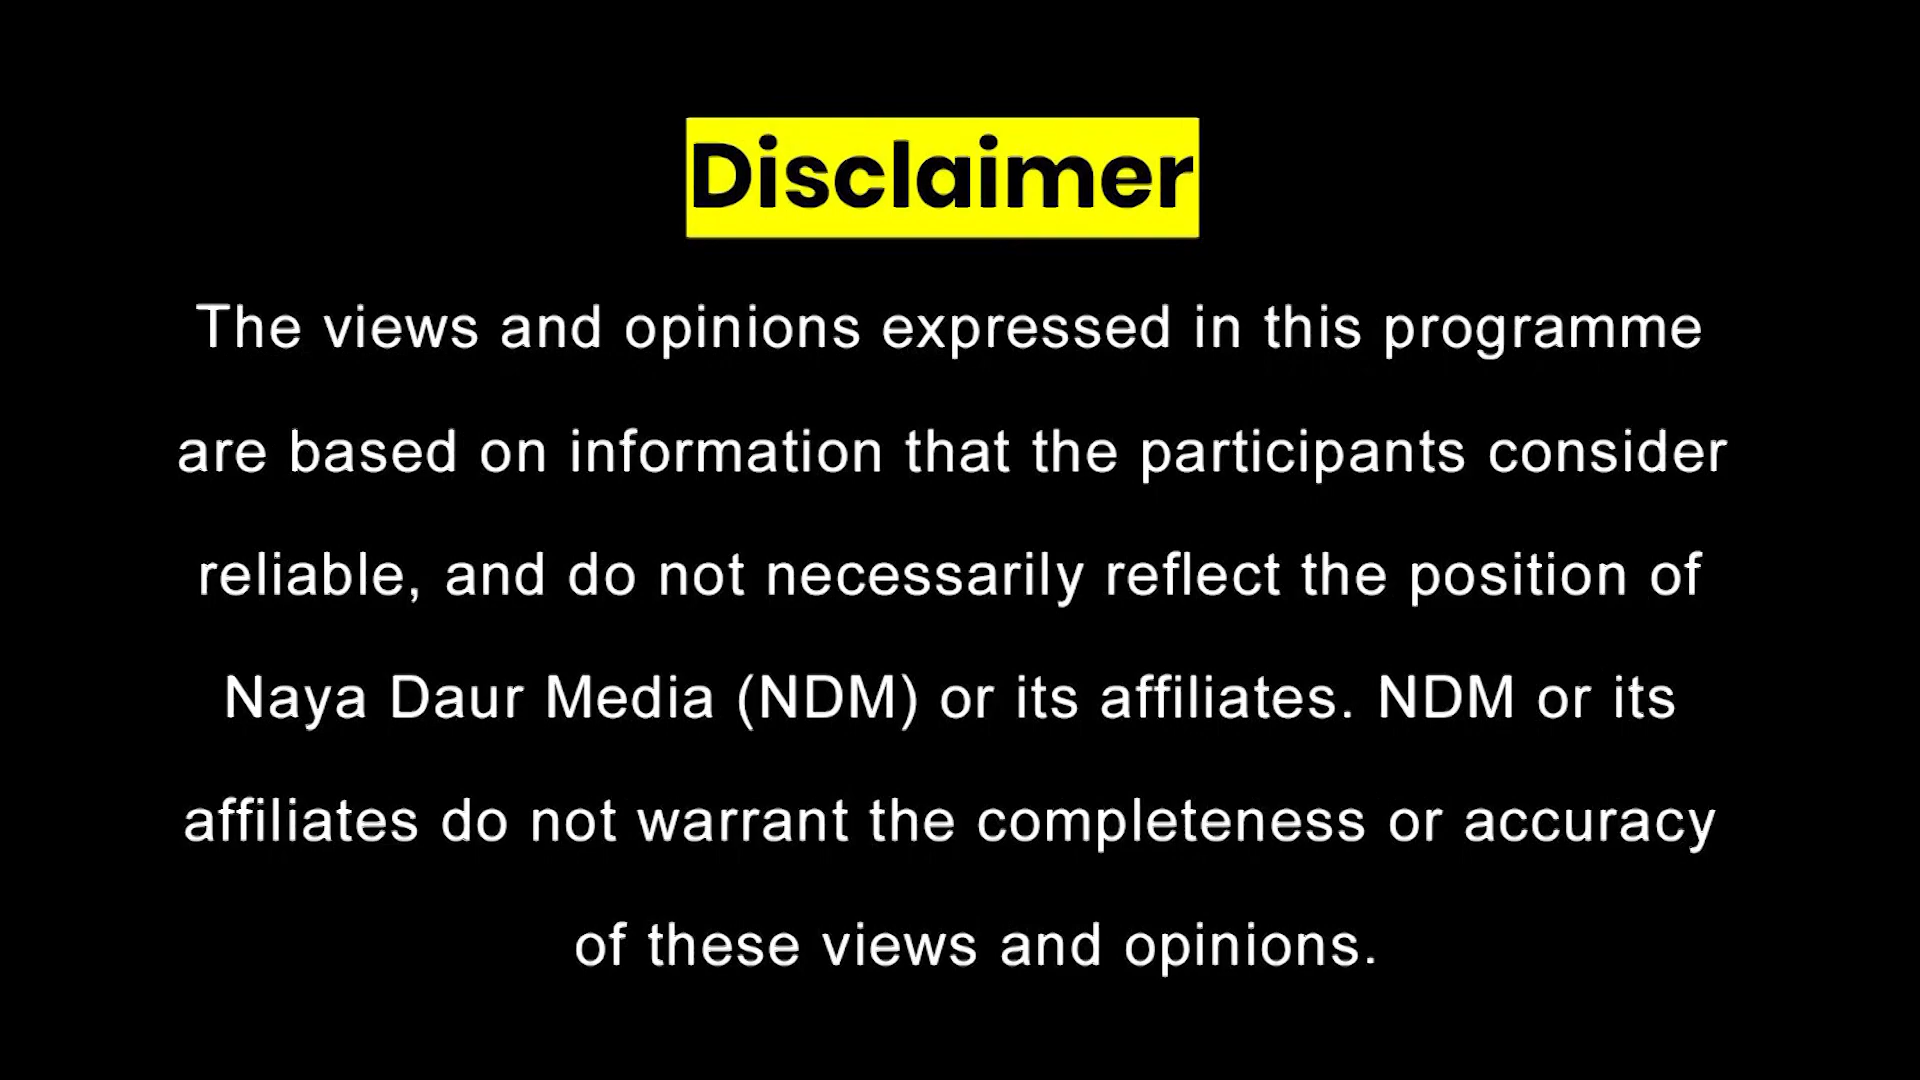 Disclaimer
The views and opinions expressed in this programme
are based on information that the participants consider
reliable, and do not necessarily reflect the position of
Naya Daur Media (NDM) or its affiliates. NDM or its
affiliates do not warrant the completeness or accuracy
of these views and opinions.